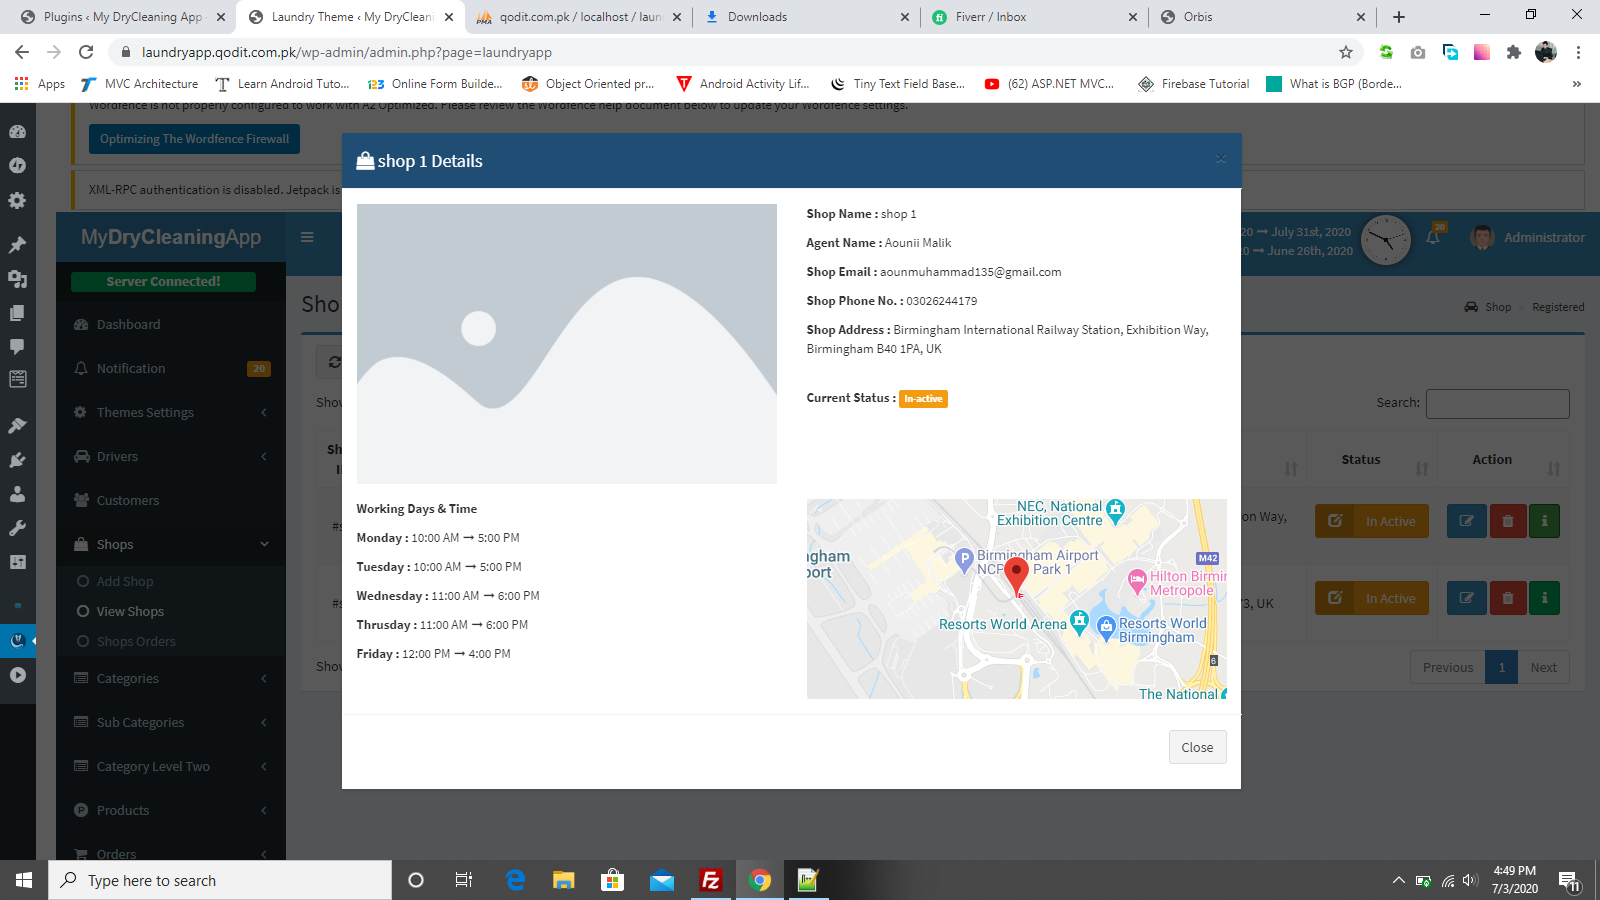 Plugins ‹ My DryCleaning App
Laundry Theme ‹ My DryClean
qodit.com.pk / localhost / laun
Downloads
Fiverr / Inbox
Orbis
laundryapp.qodit.com.pk/wp-admin/admin.php?page=laundryapp
Apps
MVC Architecture
Learn Android Tuto...
123 Online Form Builde...
Object Oriented pr...
Android Activity Lif...
Tiny Text Field Base...
(62) ASP.NET MVC...
Firebase Tutorial
What is BGP (Borde...
»
Wordfence is not properly configured to work with A2 Optimized. Please review the Wordfence help document below to update your Wordfence settings.
Optimizing The Wordfence Firewall
XML-RPC authentication is disabled. Jetpack is
MyDryCleaningApp
20 → July 31st, 2020
0 → June 26th, 2020
20
Administrator
Server Connected!
Dashboard
Notification 20
Themes Settings
Drivers
Customers
Shops
Add Shop
View Shops
Shops Orders
Categories
Sub Categories
Category Level Two
Products
Orders
Sho
Shop
Registered
Show
Search:
Sh
Status
Action
on Way,
In Active
3, UK
In Active
Show
Previous 1 Next
shop 1 Details
×
Shop Name : shop 1
Agent Name : Aounii Malik
Shop Email : aounmuhammad135@gmail.com
Shop Phone No. : 03026244179
Shop Address : Birmingham International Railway Station, Exhibition Way,
Birmingham B40 1PA, UK
Current Status : In-active
Working Days & Time
Monday : 10:00 AM → 5:00 PM
Tuesday : 10:00 AM → 5:00 PM
Wednesday : 11:00 AM → 6:00 PM
Thrusday : 11:00 AM → 6:00 PM
Friday : 12:00 PM → 4:00 PM
NEC, National
Exhibition Centre
ngham
port
P
Birmingham Airport
NCP Park 1
M42
Hilton Birmin
Metropole
Resorts World Arena
Resorts World
Birmingham
6
The National
Close
Type here to search
4:49 PM
7/3/2020
11